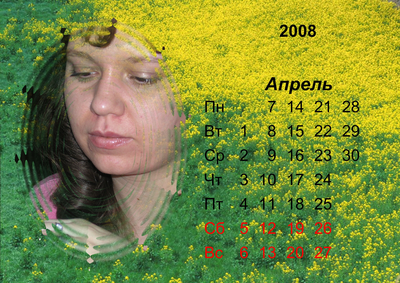 2008
Апрель
Пн 7 14 21 28
Вт 1 8 15 22 29
Ср 2 9 16 23 30
Чт 3 10 17 24
Пт 4 11 18 25
Сб 5 12 19 26
Вс 6 13 20 27